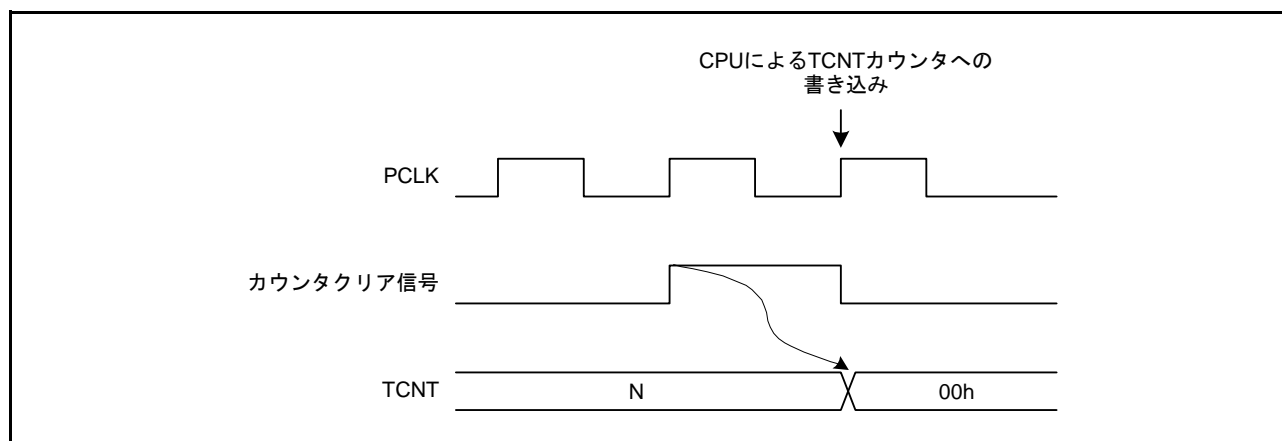 CPUによるTCNTカウンタへの
書き込み
PCLK
カウンタクリア信号
TCNT
N
00h